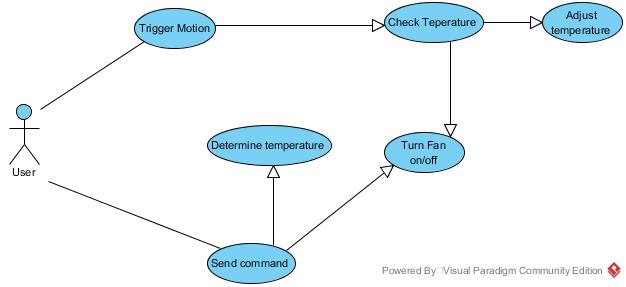 Trigger Motion
Check Teperature
Adjust
temperature
User
Determine temperature
Turn Fan
on/off
Send command
Powered By Visual Paradigm Community Edition